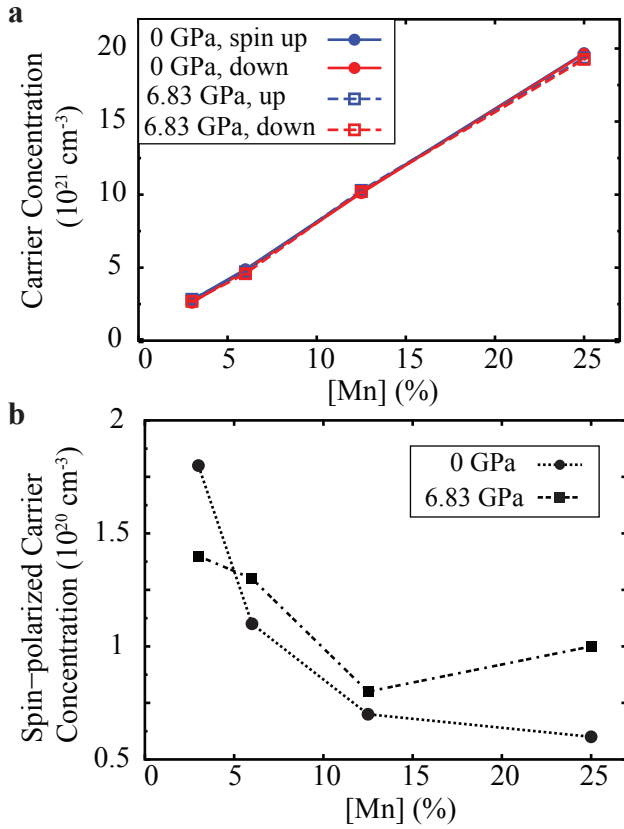 a
0 GPa, spin up
0 GPa, down
6.83 GPa, up
6.83 GPa, down
20
15
10
5
0
Carrier Concentration
(10²¹ cm⁻³)
0 5 10 15 20 25
[Mn] (%)
b
0 GPa
6.83 GPa
2
1.5
1
0.5
Spin−polarized Carrier
Concentration (10²⁰ cm⁻³)
0 5 10 15 20 25
[Mn] (%)